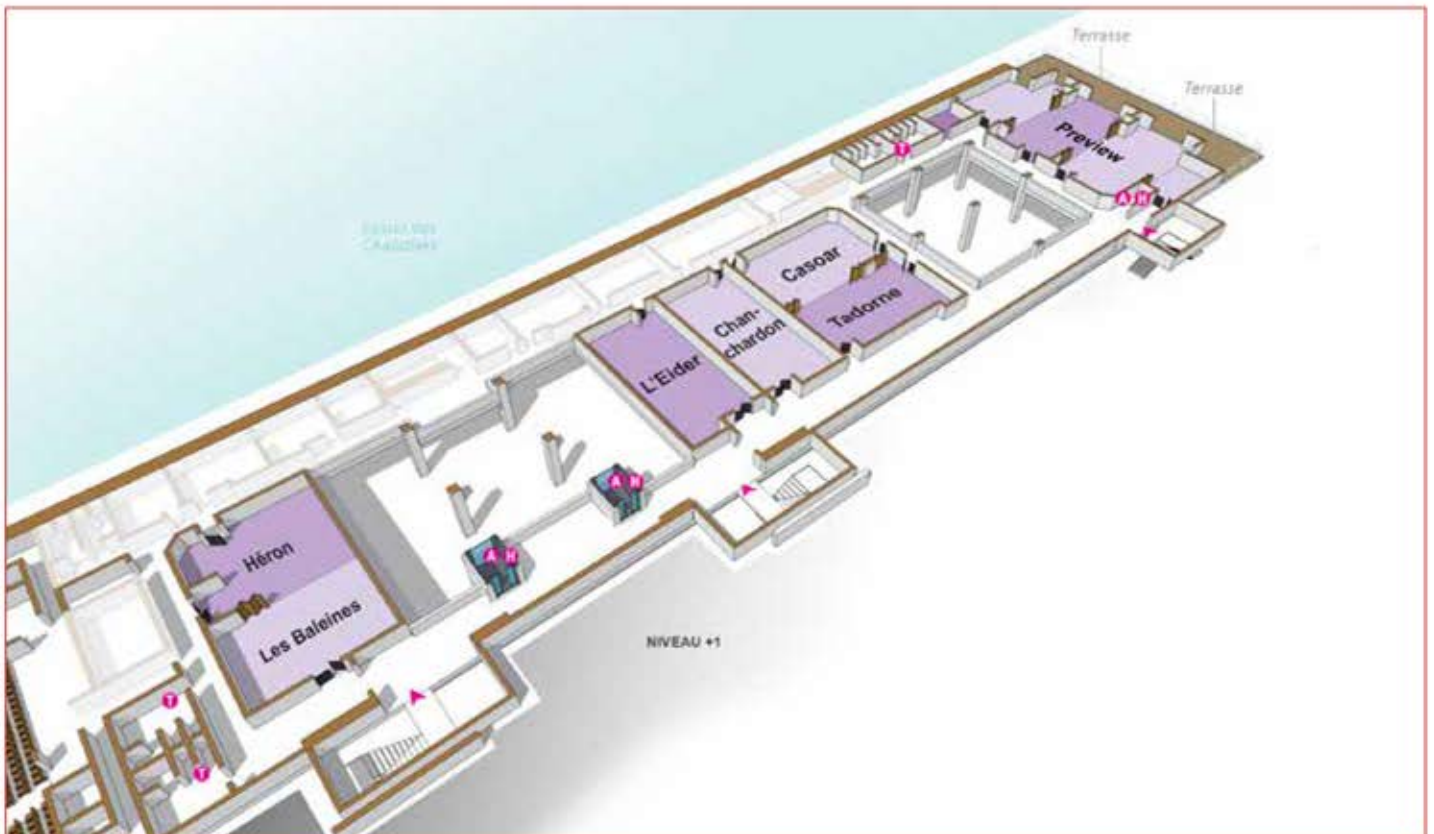 Terrasse
Terrasse
Preview
T
A H
Casoar
Tadorne
Chan-
chardon
L'Eider
A H
A H
Héron
Les Baleines
NIVEAU +1
T
T